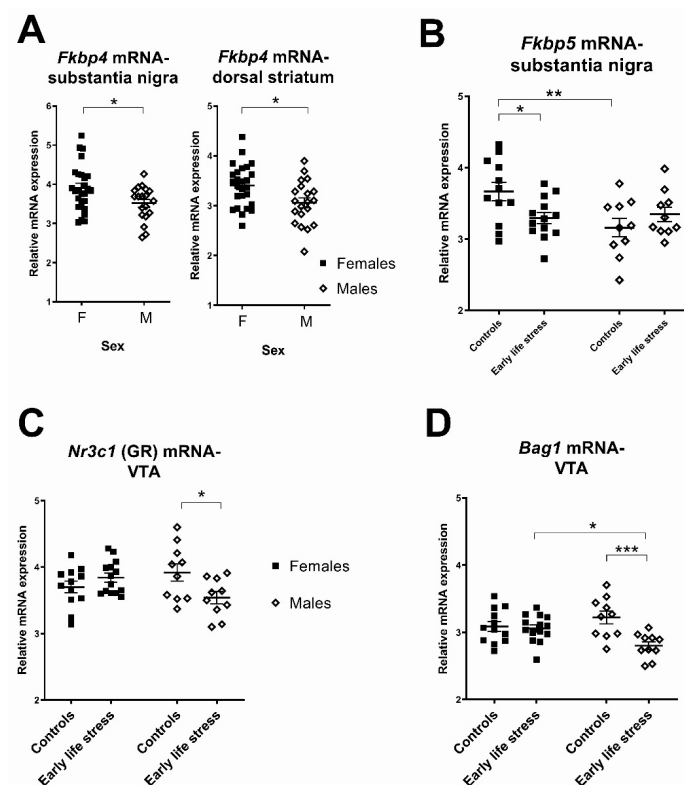 A
Fkbp4 mRNA-
substantia nigra
*
Relative mRNA expression
6
5
4
3
2
1
F
M
Sex
Fkbp4 mRNA-
dorsal striatum
*
Relative mRNA expression
5
4
3
2
1
F
M
Sex
Females
Males
B
Fkbp5 mRNA-
substantia nigra
**
*
Relative mRNA expression
5
4
3
2
Controls
Early life stress
Controls
Early life stress
C
Nr3c1 (GR) mRNA-
VTA
*
Relative mRNA expression
5
4
3
2
Controls
Early life stress
Controls
Early life stress
Females
Males
D
Bag1 mRNA-
VTA
*
***
Relative mRNA expression
5
4
3
2
Controls
Early life stress
Controls
Early life stress